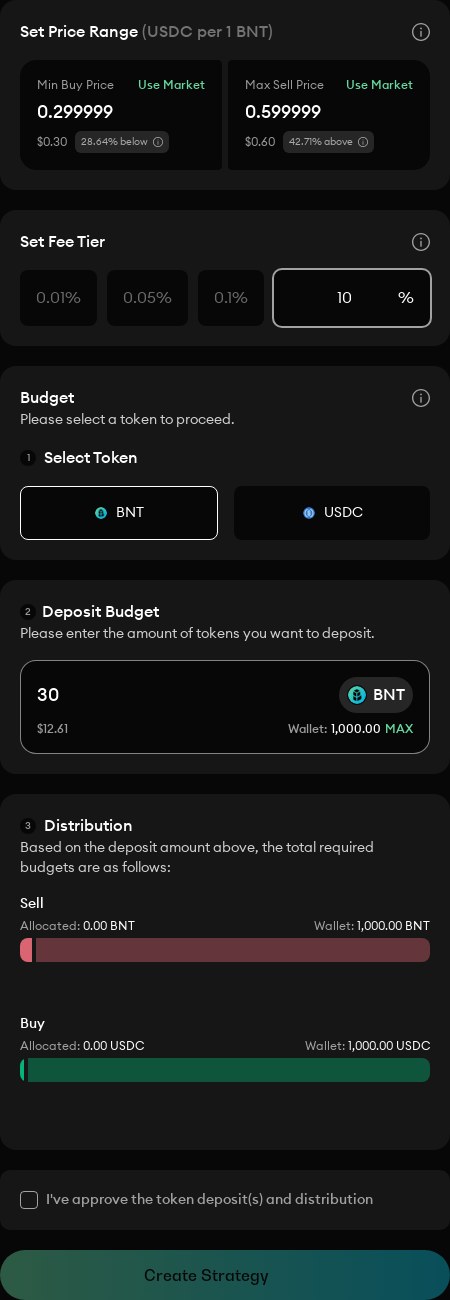 Set Price Range (USDC per 1 BNT)
Min Buy Price Use Market
0.299999
$0.30 28.64% below
Max Sell Price Use Market
0.599999
$0.60 42.71% above
Set Fee Tier
0.01% 0.05% 0.1% 10 %
Budget
Please select a token to proceed.
1 Select Token
BNT USDC
2 Deposit Budget
Please enter the amount of tokens you want to deposit.
30 BNT
$12.61 Wallet: 1,000.00 MAX
3 Distribution
Based on the deposit amount above, the total required
budgets are as follows:
Sell
Allocated: 0.00 BNT Wallet: 1,000.00 BNT
Buy
Allocated: 0.00 USDC Wallet: 1,000.00 USDC
I've approve the token deposit(s) and distribution
Create Strategy